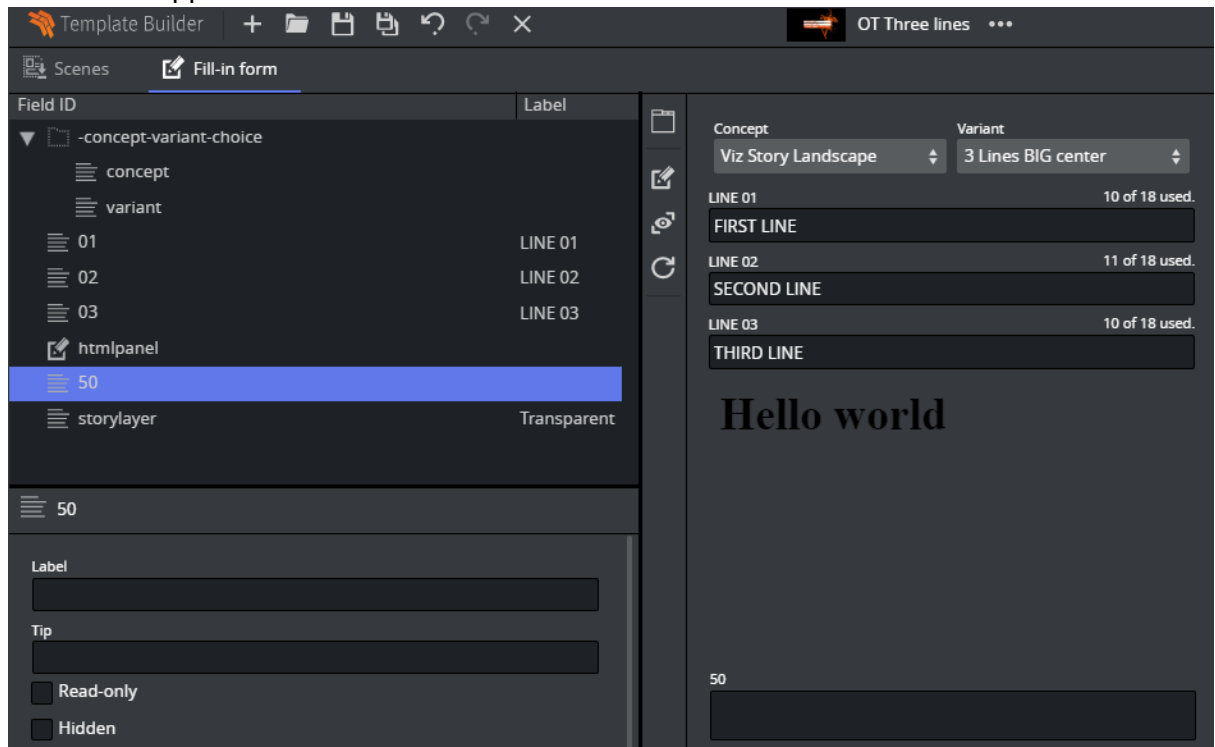 Template Builder
OT Three lines
Scenes
Fill-in form
Field ID
Label
-concept-variant-choice
concept
variant
01
LINE 01
02
LINE 02
03
LINE 03
htmlpanel
50
storylayer
Transparent
50
Label
Tip
Read-only
Hidden
Concept
Variant
Viz Story Landscape
3 Lines BIG center
LINE 01
10 of 18 used.
FIRST LINE
LINE 02
11 of 18 used.
SECOND LINE
LINE 03
10 of 18 used.
THIRD LINE
Hello world
50